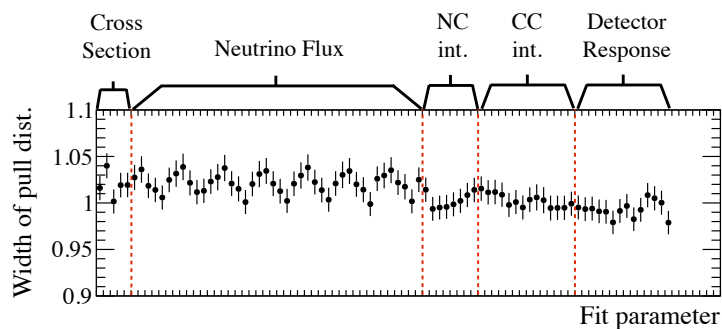 Cross
Section
Neutrino Flux
NC
int.
CC
int.
Detector
Response
Width of pull dist.
1.1
1.05
1
0.95
0.9
Fit parameter